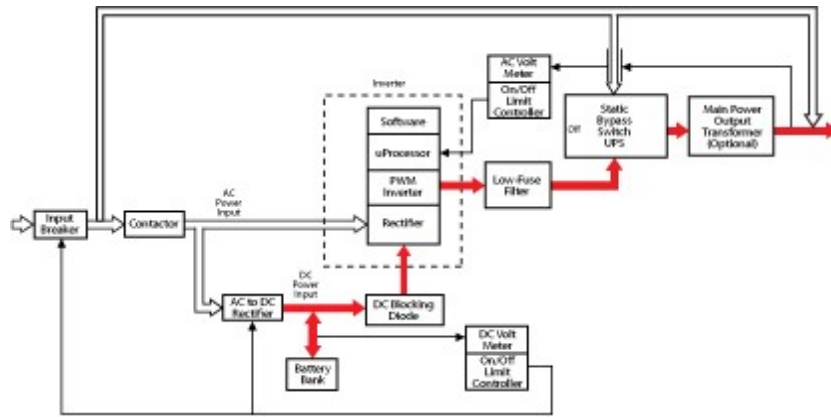 Inverter
Software
uProcessor
PWM
Inverter
Rectifier
AC Volt
Meter
On/Off
Limit
Controller
Off
Static
Bypass
Switch
UPS
Main Power
Output
Transformer
(Optional)
Low-Fuse
Filter
Input
Breaker
Contactor
AC
Power
Input
DC
Power
Input
AC to DC
Rectifier
DC Blocking
Diode
Battery
Bank
DC Volt
Meter
On/Off
Limit
Controller